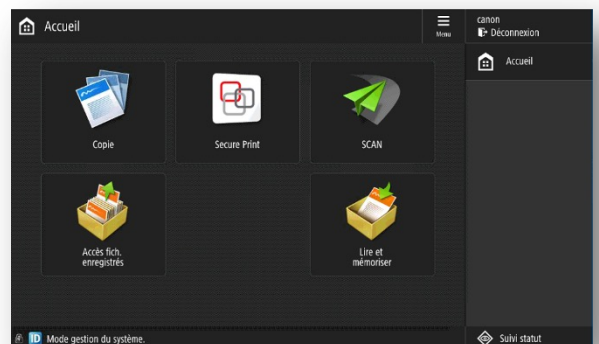 Accueil
Menu
canon
Déconnexion
Accueil
Copie
Secure Print
SCAN
Accès fich.
enregistrés
Lire et
mémoriser
ID Mode gestion du système.
Suivi statut